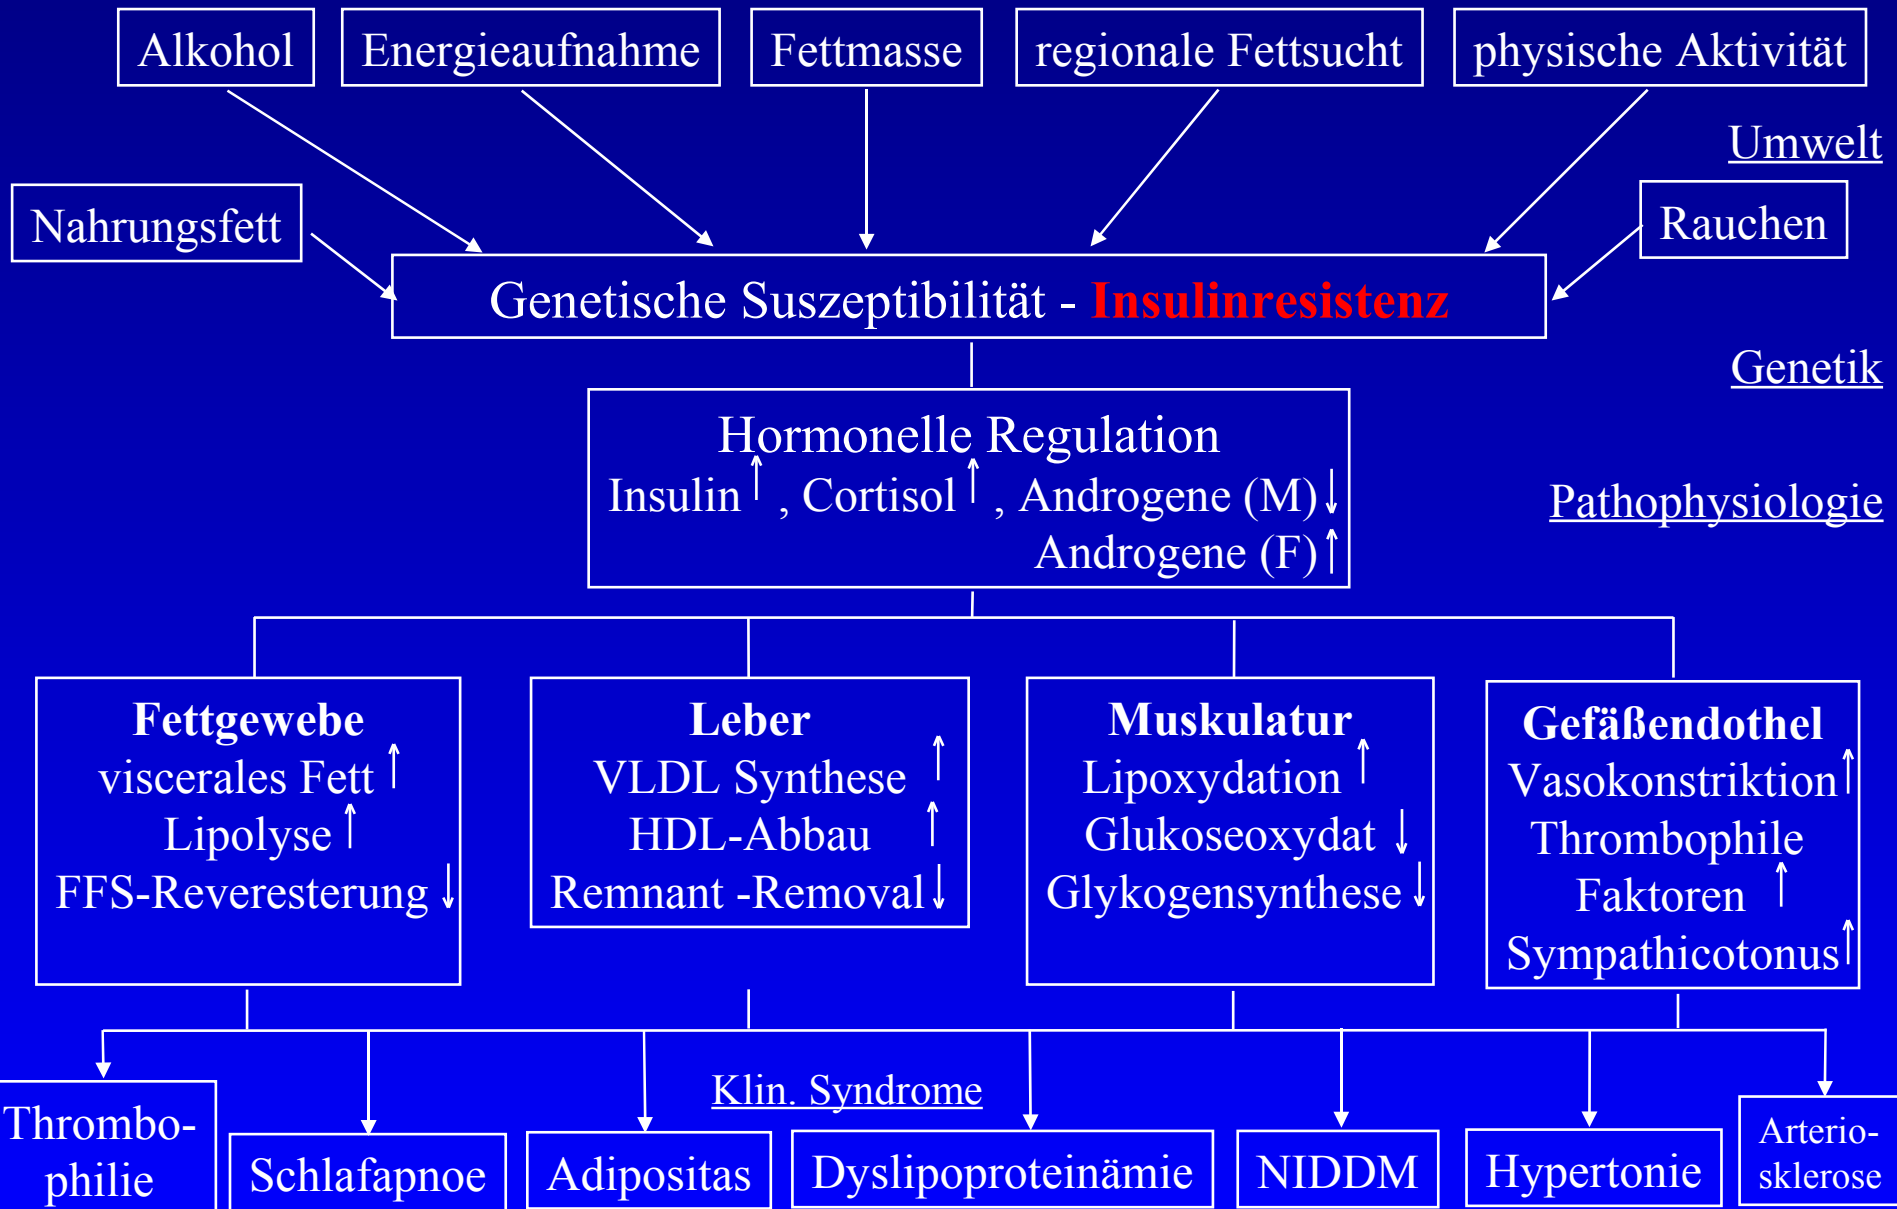 Alkohol
Energieaufnahme
Fettmasse
regionale Fettsucht
physische Aktivität
Umwelt
Nahrungsfett
Rauchen
Genetische Suszeptibilität - Insulinresistenz
Genetik
Hormonelle Regulation
Insulin↑ , Cortisol↑ , Androgene (M)↓
Androgene (F)↑
Pathophysiologie
Fettgewebe
viscerales Fett↑
Lipolyse↑
FFS-Reveresterung↓
Leber
VLDL Synthese ↑
HDL-Abbau ↑
Remnant -Removal↓
Muskulatur
Lipoxydation ↑
Glukoseoxydat ↓
Glykogensynthese↓
Gefäßendothel
Vasokonstriktion↑
Thrombophile
Faktoren ↑
Sympathicotonus↑
Klin. Syndrome
Thrombo-
philie
Schlafapnoe
Adipositas
Dyslipoproteinämie
NIDDM
Hypertonie
Arterio-
sklerose